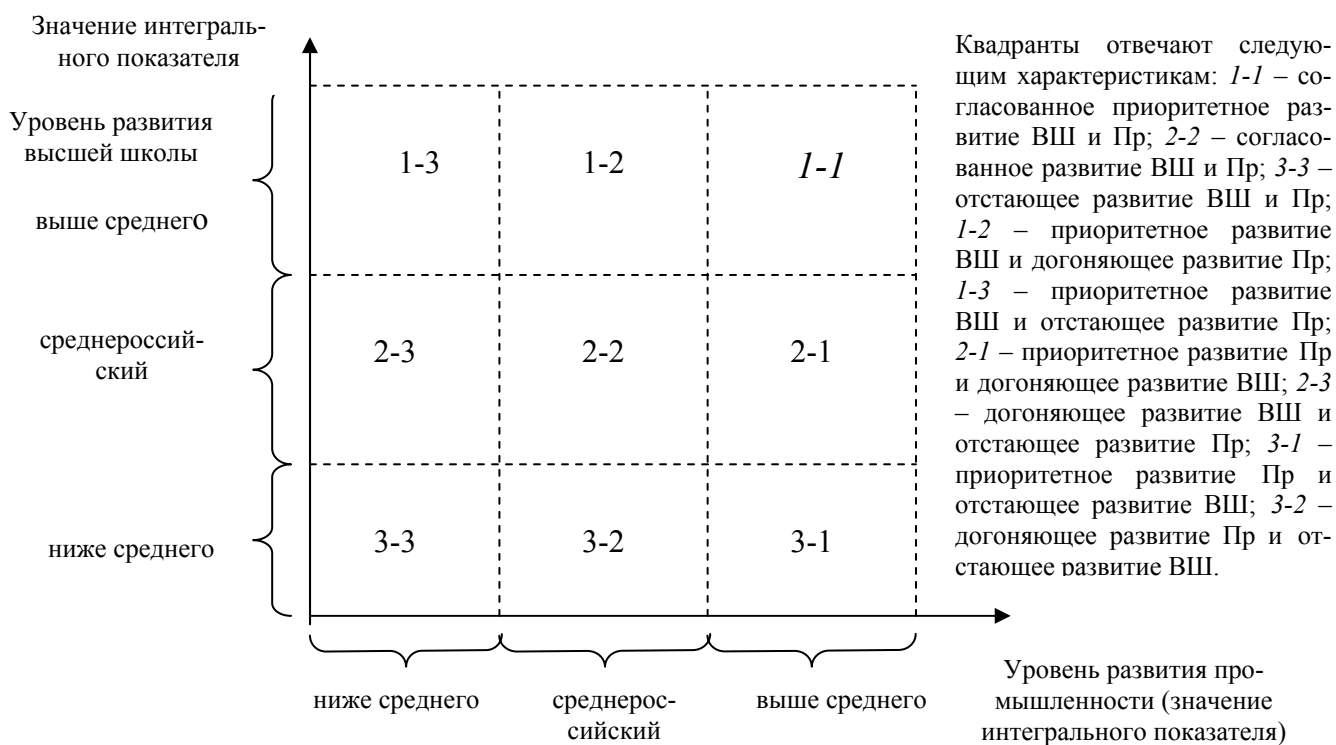 Значение интеграль-
ного показателя
Уровень развития
высшей школы
выше среднего
среднероссий-
ский
ниже среднего
1-3 1-2 1-1
2-3 2-2 2-1
3-3 3-2 3-1
ниже среднего
среднерос-
сийский
выше среднего
Уровень развития про-
мышленности (значение
интегрального показателя)
Квадранты отвечают следую-
щим характеристикам: 1-1 – со-
гласованное приоритетное раз-
витие ВШ и Пр; 2-2 – согласо-
ванное развитие ВШ и Пр; 3-3 –
отстающее развитие ВШ и Пр;
1-2 – приоритетное развитие
ВШ и догоняющее развитие Пр;
1-3 – приоритетное развитие
ВШ и отстающее развитие Пр;
2-1 – приоритетное развитие Пр
и догоняющее развитие ВШ; 2-3
– догоняющее развитие ВШ и
отстающее развитие Пр; 3-1 –
приоритетное развитие Пр и
отстающее развитие ВШ; 3-2 –
догоняющее развитие Пр и от-
стающее развитие ВШ.